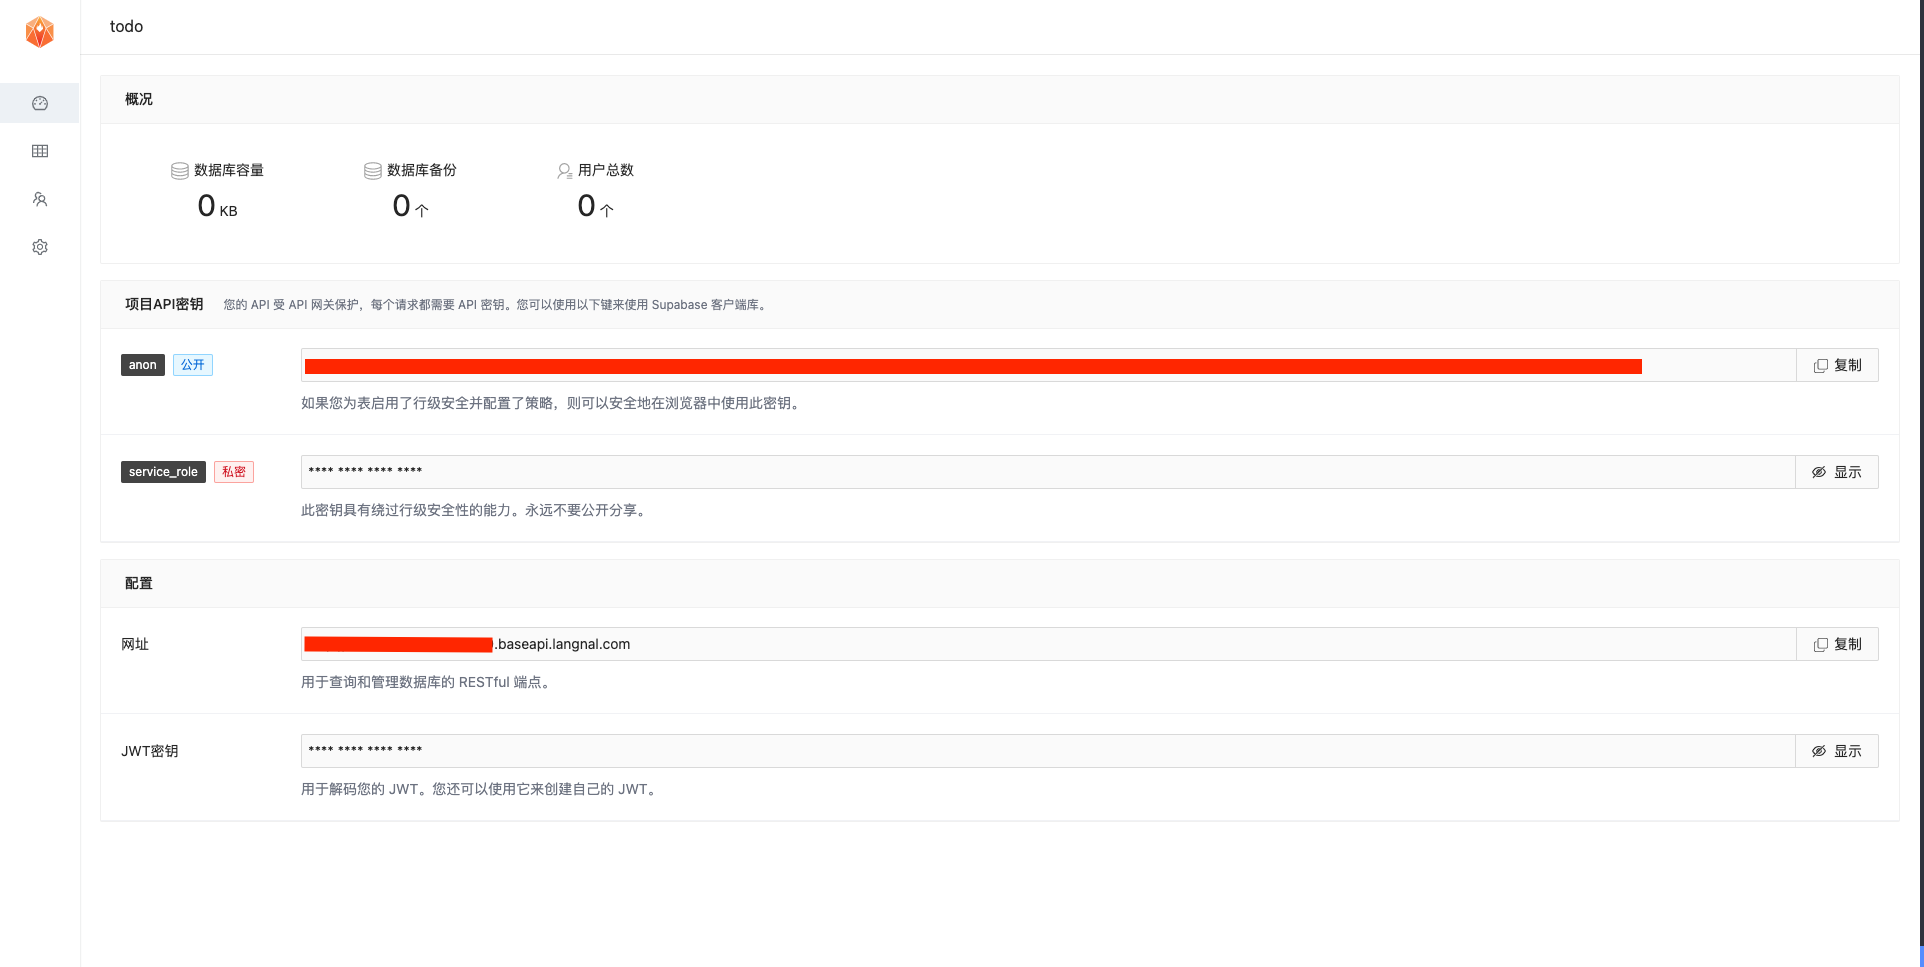 todo
概况
数据库容量
0 KB
数据库备份
0 个
用户总数
0 个
项目API密钥 您的 API 受 API 网关保护，每个请求都需要 API 密钥。您可以使用以下键来使用 Supabase 客户端库。
anon 公开 复制
如果您为表启用了行级安全并配置了策略，则可以安全地在浏览器中使用此密钥。
service_role 私密 **** **** **** **** 显示
此密钥具有绕过行级安全性的能力。永远不要公开分享。
配置
网址 .baseapi.langnal.com 复制
用于查询和管理数据库的 RESTful 端点。
JWT密钥 **** **** **** **** 显示
用于解码您的 JWT。您还可以使用它来创建自己的 JWT。